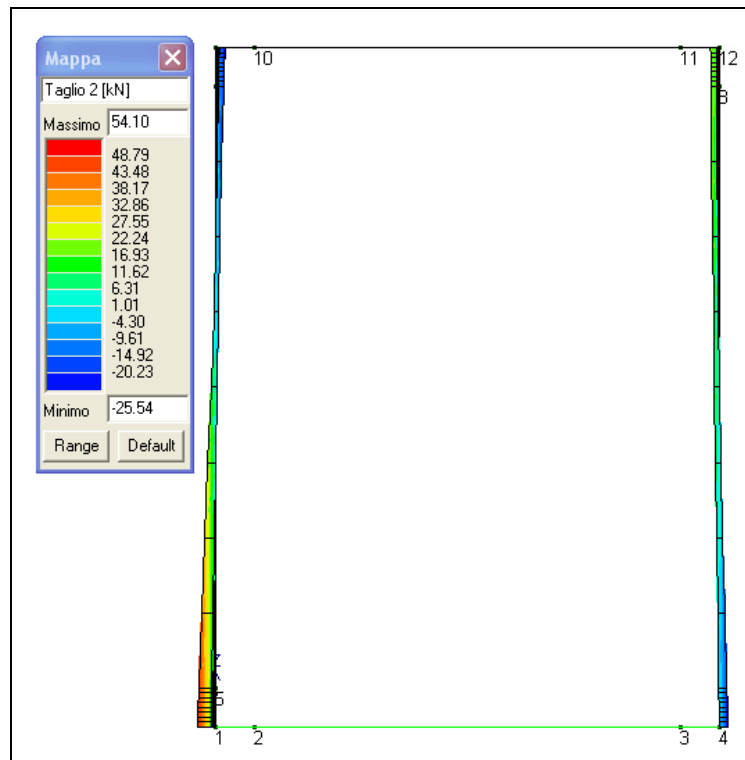 Mappa
Taglio 2 [kN]
Massimo 54.10
48.79
43.48
38.17
32.86
27.55
22.24
16.93
11.62
6.31
1.01
-4.30
-9.61
-14.92
-20.23
Minimo -25.54
Range Default
10 11 12
1 2 3 4